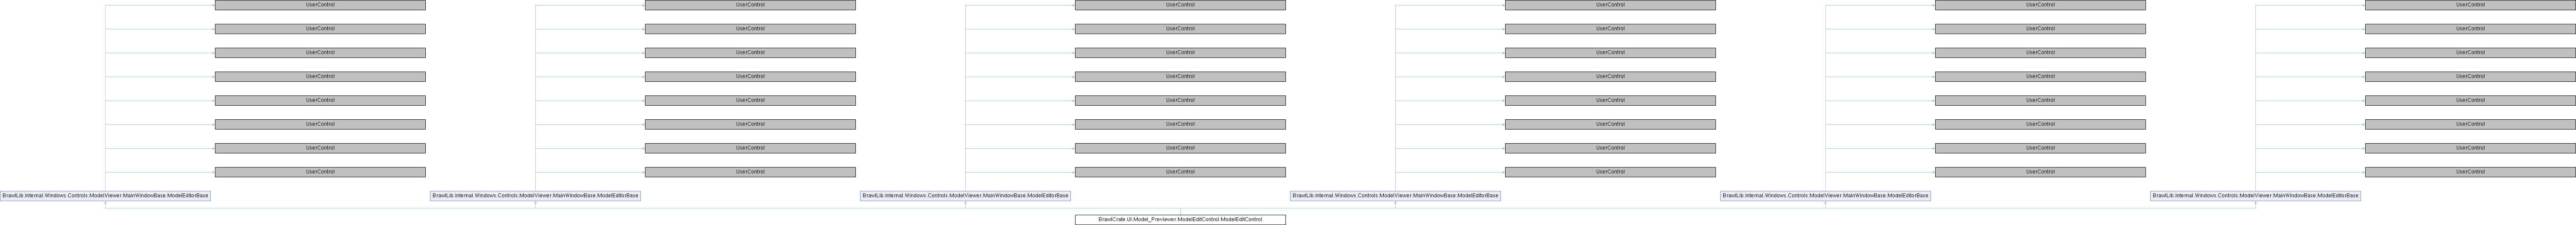 UserControl UserControl UserControl UserControl UserControl UserControl
UserControl UserControl UserControl UserControl UserControl UserControl
UserControl UserControl UserControl UserControl UserControl UserControl
UserControl UserControl UserControl UserControl UserControl UserControl
UserControl UserControl UserControl UserControl UserControl UserControl
UserControl UserControl UserControl UserControl UserControl UserControl
UserControl UserControl UserControl UserControl UserControl UserControl
UserControl UserControl UserControl UserControl UserControl UserControl
BrawlLib.Internal.Windows.Controls.ModelViewer.MainWindowBase.ModelEditorBase BrawlLib.Internal.Windows.Controls.ModelViewer.MainWindowBase.ModelEditorBase BrawlLib.Internal.Windows.Controls.ModelViewer.MainWindowBase.ModelEditorBase BrawlLib.Internal.Windows.Controls.ModelViewer.MainWindowBase.ModelEditorBase BrawlLib.Internal.Windows.Controls.ModelViewer.MainWindowBase.ModelEditorBase BrawlLib.Internal.Windows.Controls.ModelViewer.MainWindowBase.ModelEditorBase
BrawlCrate.UI.Model_Previewer.ModelEditControl.ModelEditControl